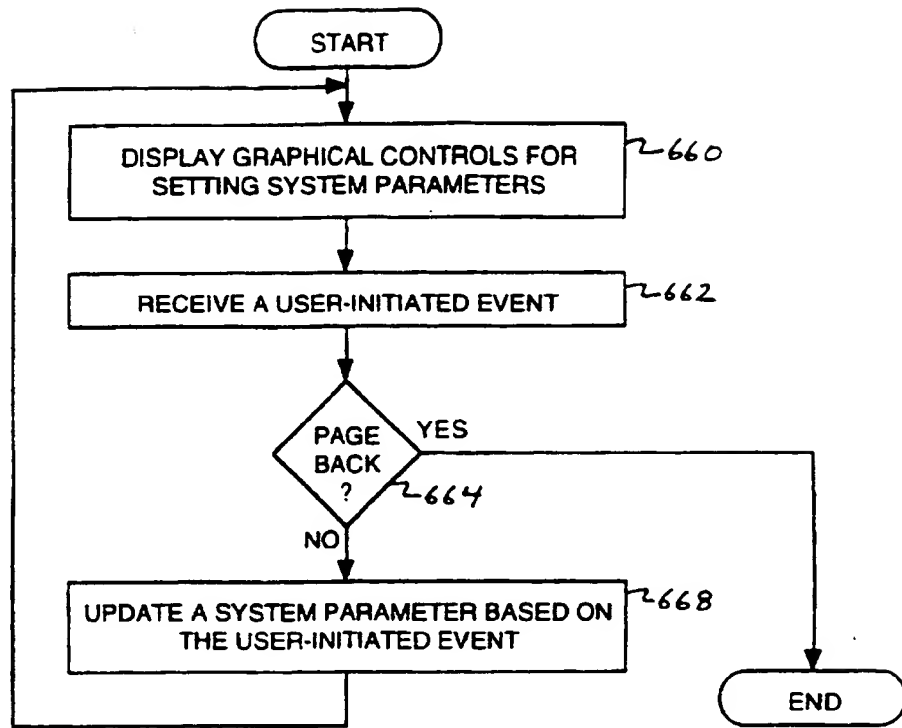 START
DISPLAY GRAPHICAL CONTROLS FOR
SETTING SYSTEM PARAMETERS
660
RECEIVE A USER-INITIATED EVENT
662
PAGE
BACK
?
YES
664
NO
UPDATE A SYSTEM PARAMETER BASED ON
THE USER-INITIATED EVENT
668
END